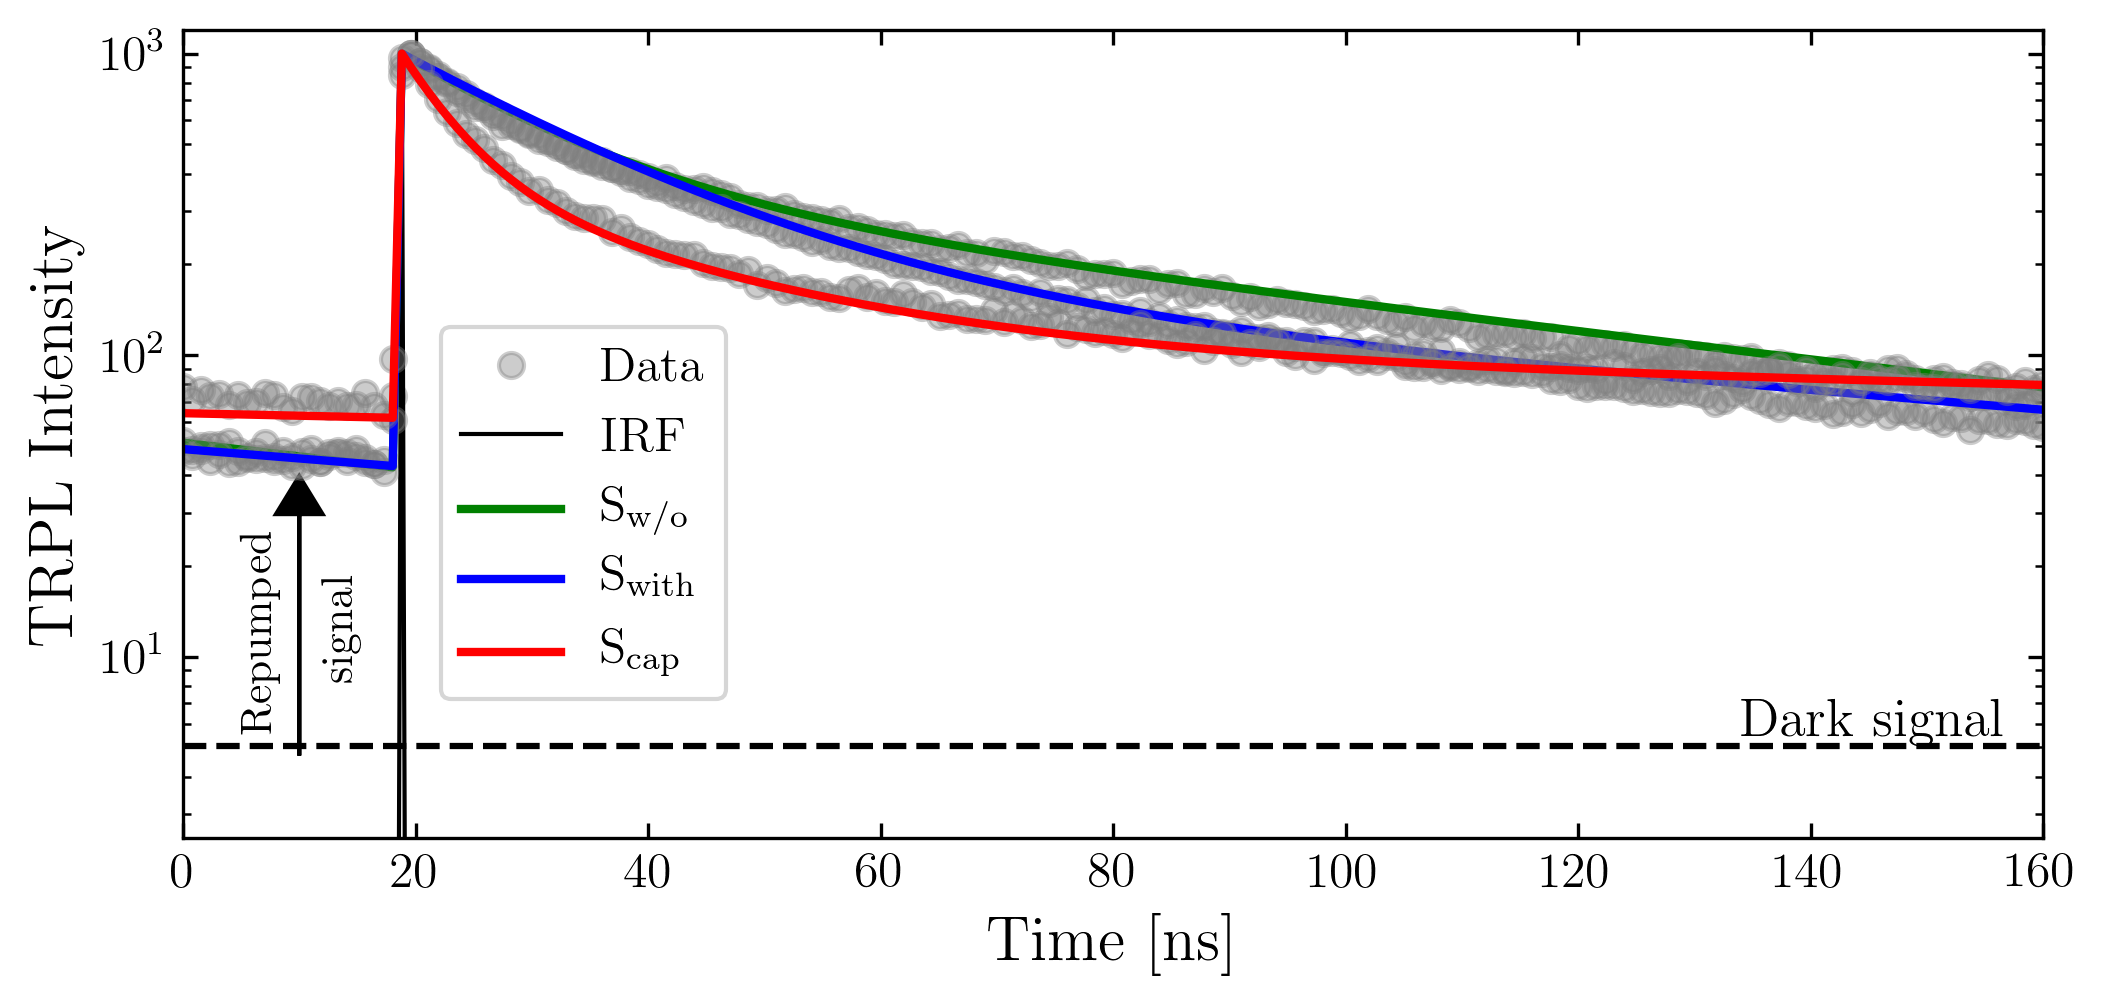 TRPL Intensity
10³
10²
10¹
Repumped
signal
Data
IRF
S_w/o
S_with
S_cap
Dark signal
0 20 40 60 80 100 120 140 160
Time [ns]